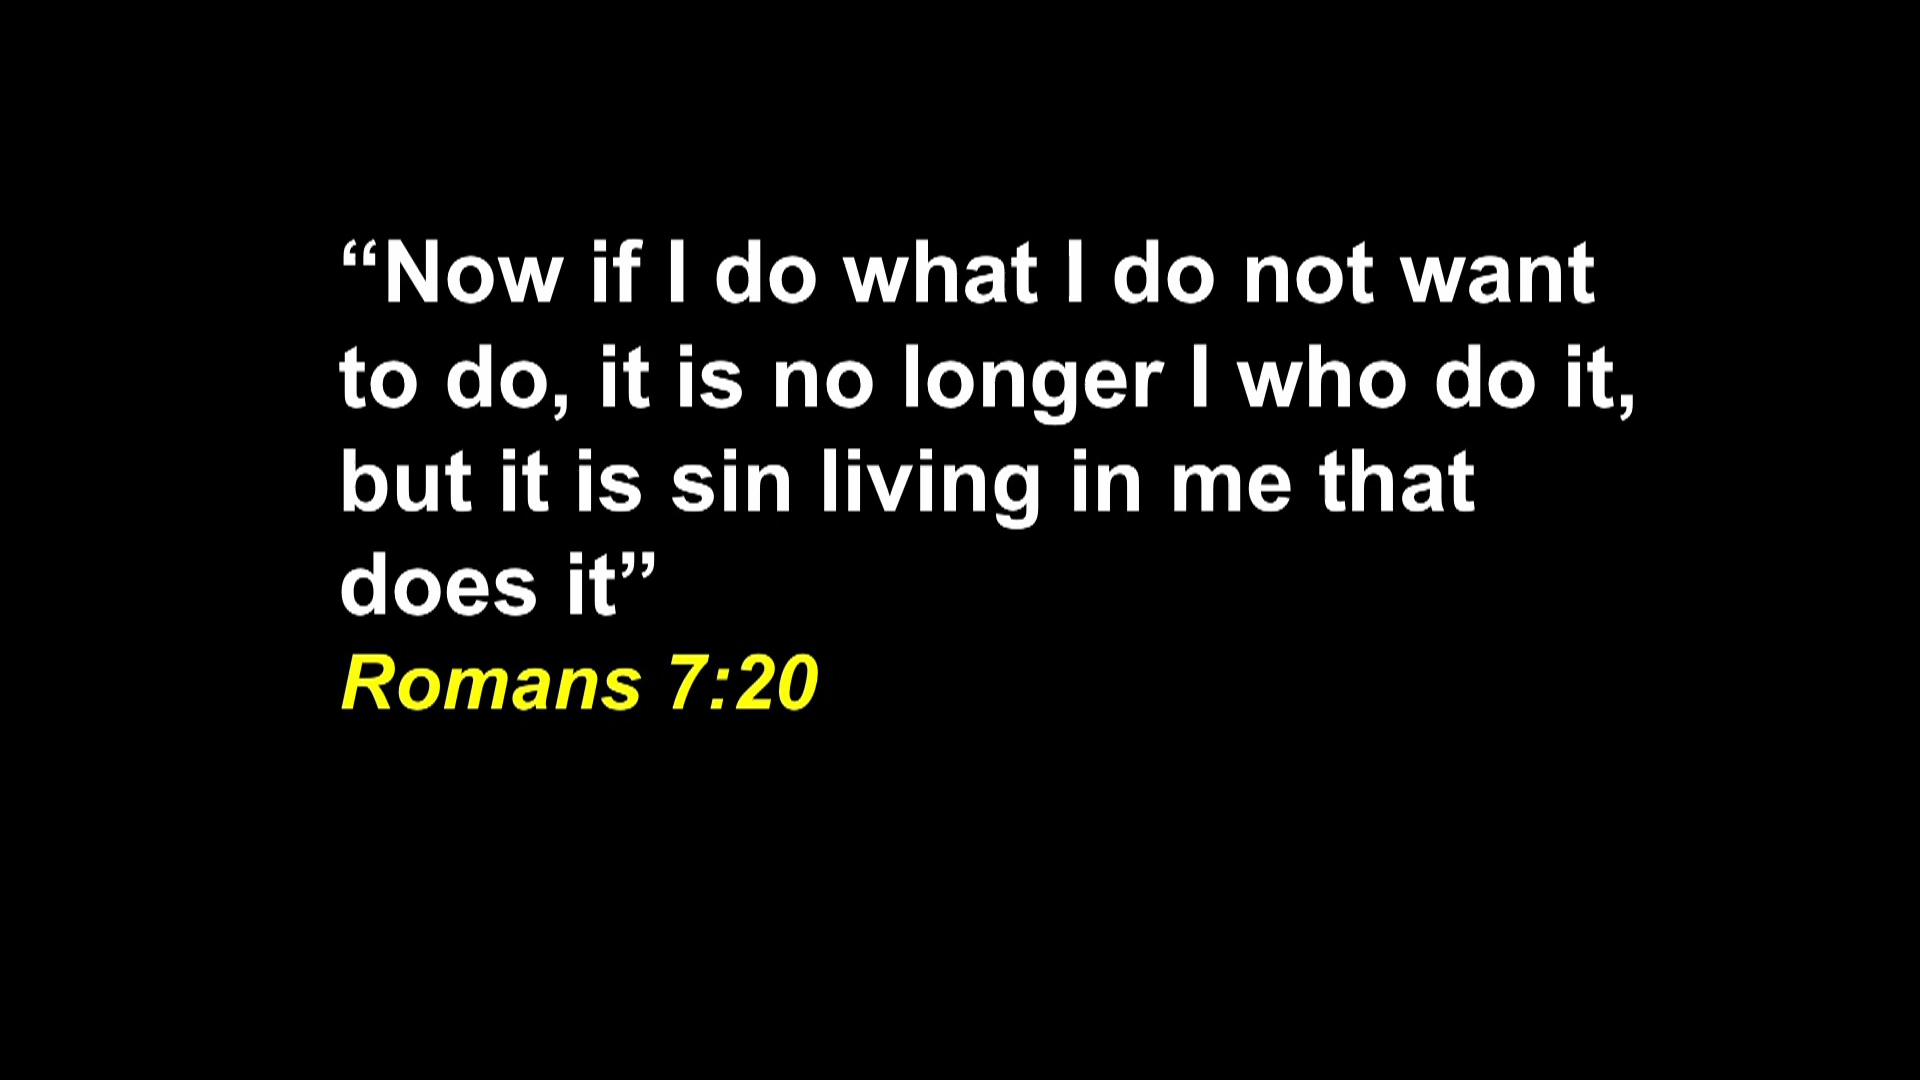 “Now if I do what I do not want
to do, it is no longer I who do it,
but it is sin living in me that
does it”
Romans 7:20